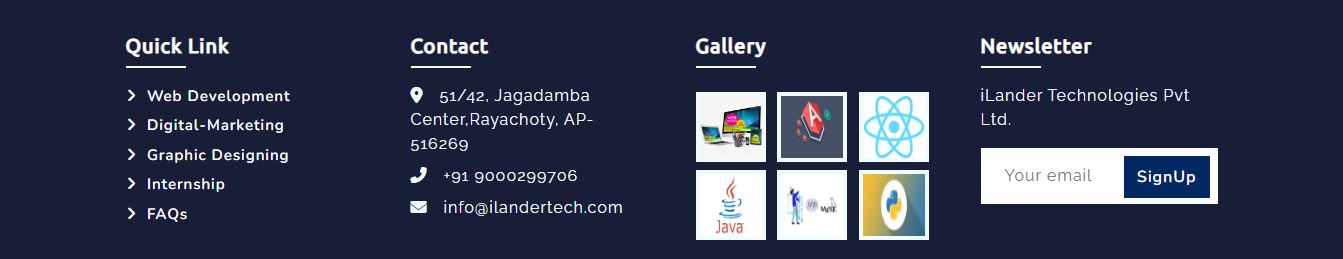 Quick Link
Web Development
Digital-Marketing
Graphic Designing
Internship
FAQs
Contact
51/42, Jagadamba
Center,Rayachoty, AP-
516269
+91 9000299706
info@ilandertech.com
Gallery
A
Java
Newsletter
iLander Technologies Pvt
Ltd.
Your email
SignUp